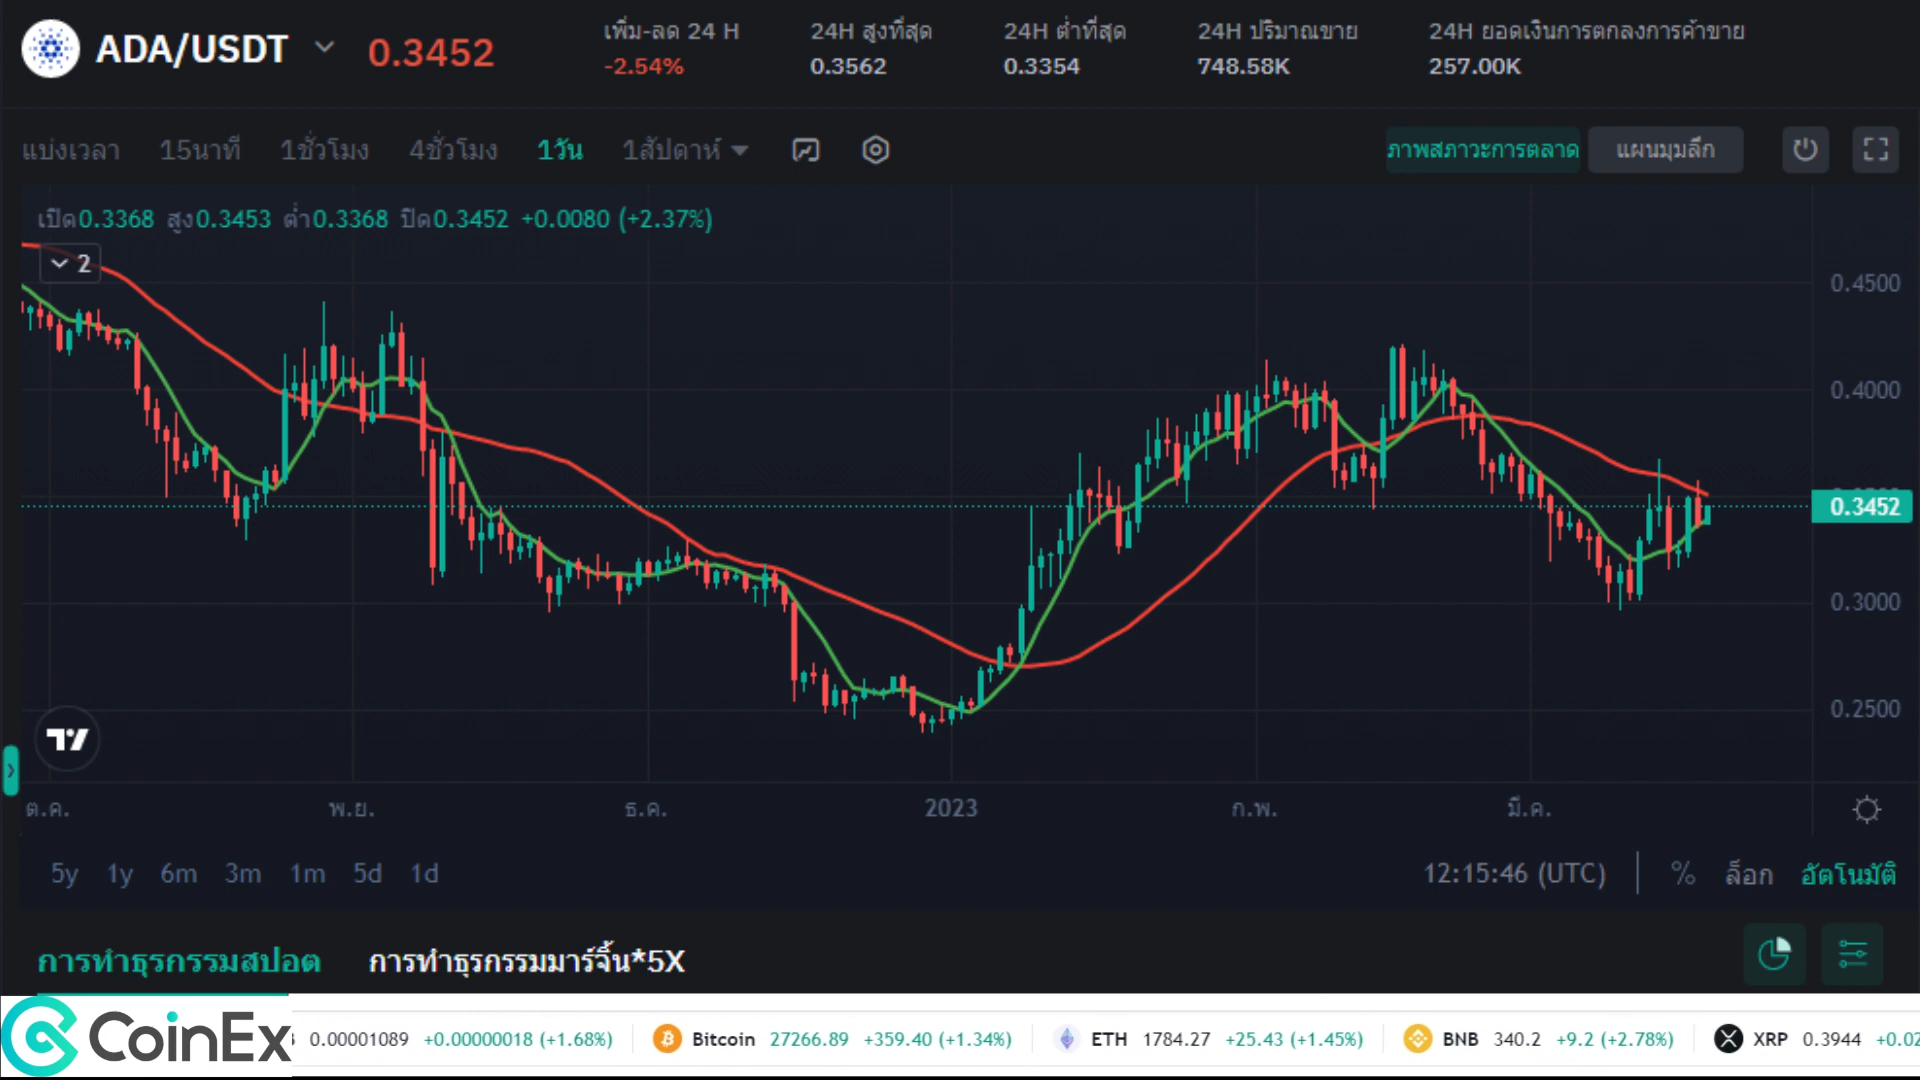 ADA/USDT 0.3452
เพิ่ม-ลด 24 H 24H สูงที่สุด 24H ต่ำที่สุด 24H ปริมาณขาย 24H ยอดเงินการตกลงการค้าขาย
-2.54% 0.3562 0.3354 748.58K 257.00K
แบ่งเวลา 15นาที 1ชั่วโมง 4ชั่วโมง 1วัน 1สัปดาห์ ภาพสภาวะการตลาด แผนมุมลึก
เปิด0.3368 สูง0.3453 ต่ำ0.3368 ปิด0.3452 +0.0080 (+2.37%)
2
0.4500
0.4000
0.3452
0.3000
0.2500
ต.ค. พ.ย. ธ.ค. 2023 ก.พ. มี.ค.
5y 1y 6m 3m 1m 5d 1d 12:15:46 (UTC) % ล็อก อัตโนมัติ
การทำธุรกรรมสปอต การทำธุรกรรมมาร์จิ้น*5X
CoinEx 0.00001089 +0.00000018 (+1.68%) Bitcoin 27266.89 +359.40 (+1.34%) ETH 1784.27 +25.43 (+1.45%) BNB 340.2 +9.2 (+2.78%) XRP 0.3944 +0.02